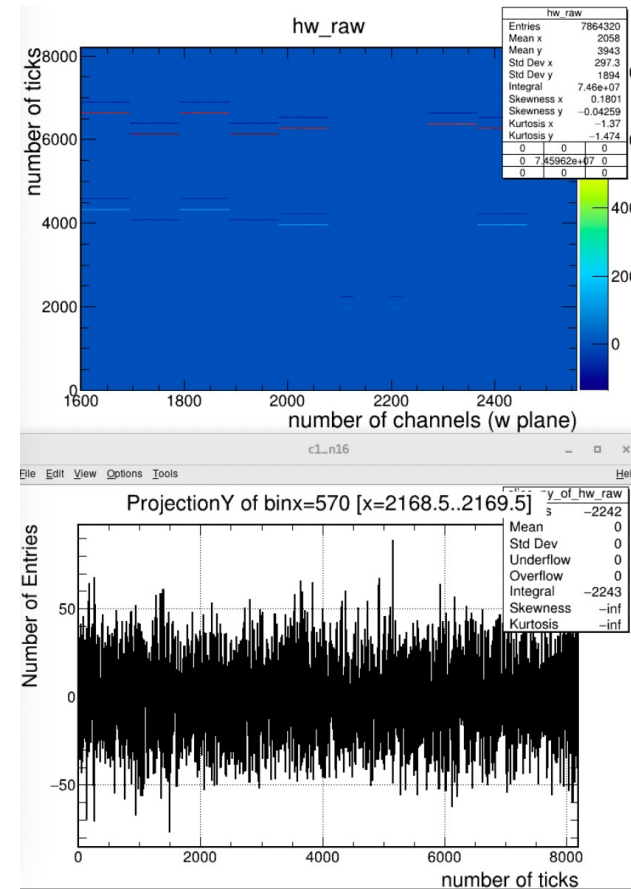 hw_raw
hw_raw
Entries 7864320
Mean x 2058
Mean y 3943
Std Dev x 297.3
Std Dev y 1894
Integral 7.46e+07
Skewness x 0.1801
Skewness y −0.04259
Kurtosis x −1.37
Kurtosis y −1.474
0 0 0
0 7.45962e+07 0
0 0 0
number of ticks
8000
6000
4000
2000
0
400
200
0
1600 1800 2000 2200 2400
number of channels (w plane)
c1_n16
File Edit View Options Tools Hel
ProjectionY of binx=570 [x=2168.5..2169.5]
_py_of_hw_raw
s −2242
Mean 0
Std Dev 0
Underflow 0
Overflow 0
Integral −2243
Skewness −inf
Kurtosis −inf
Number of Entries
50
0
−50
0 2000 4000 6000 8000
number of ticks